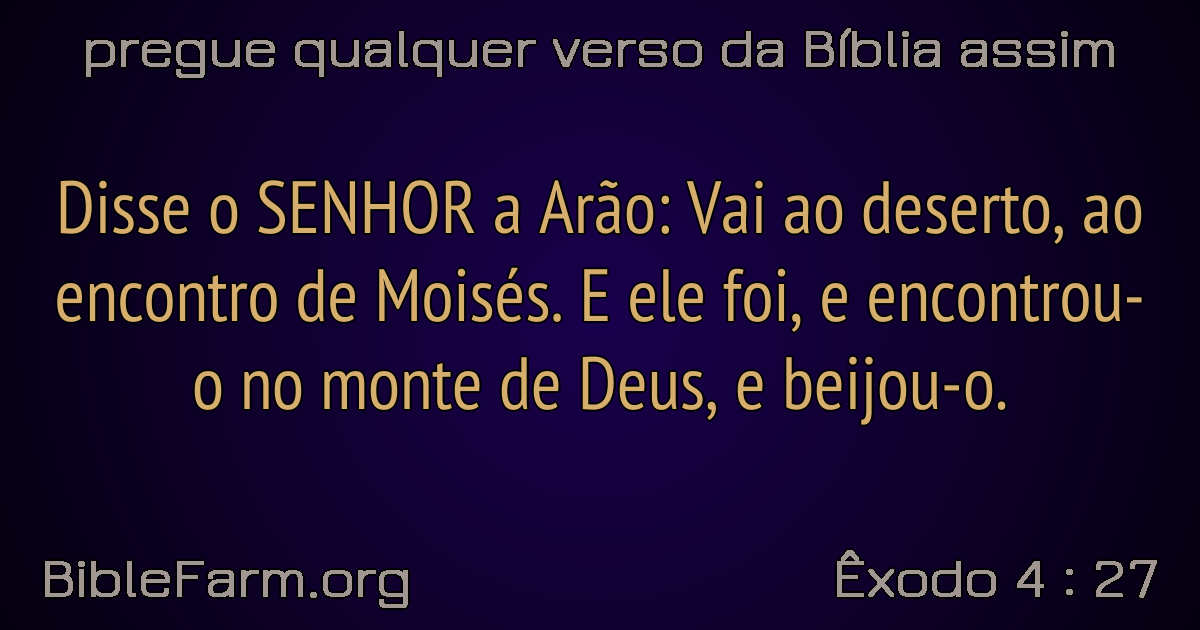 pregue qualquer verso da Bíblia assim
Disse o SENHOR a Arão: Vai ao deserto, ao
encontro de Moisés. E ele foi, e encontrou-
o no monte de Deus, e beijou-o.
BibleFarm.org
Êxodo 4 : 27